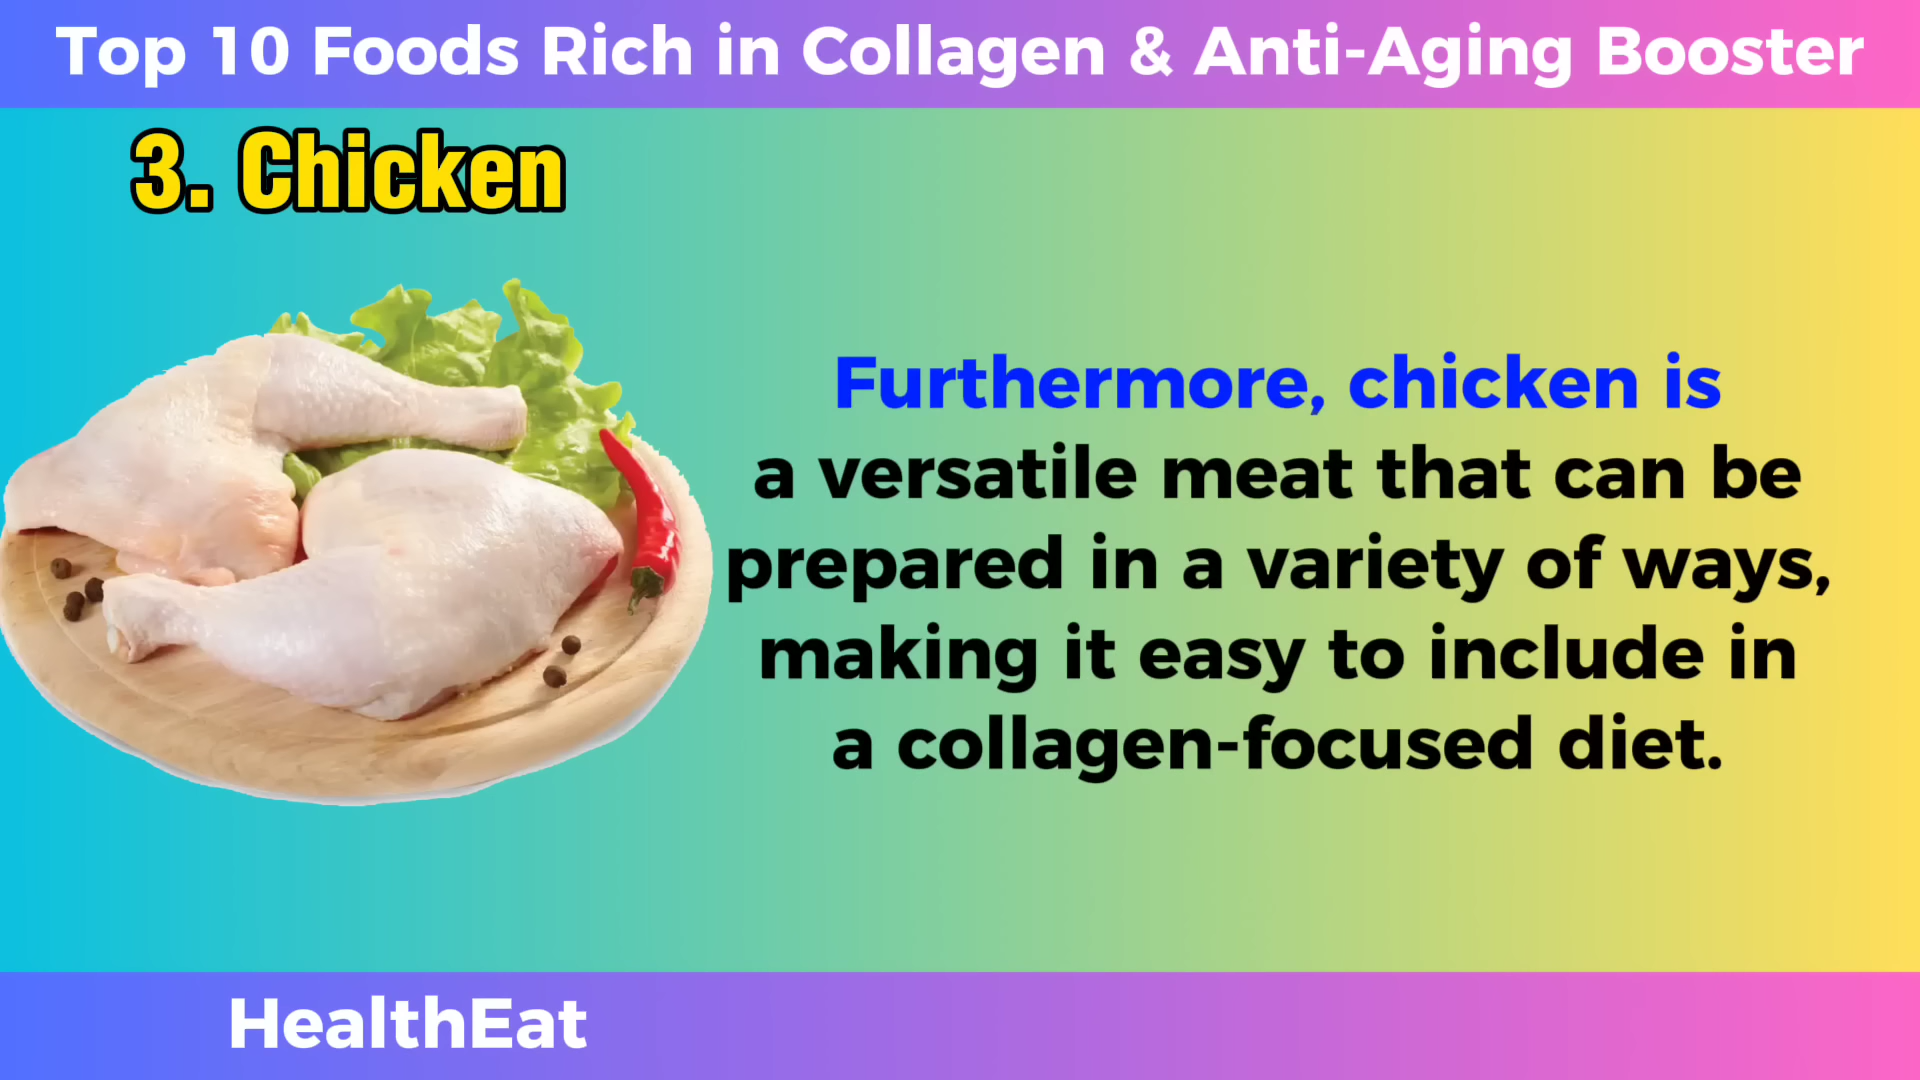 Top 10 Foods Rich in Collagen & Anti-Aging Booster
3. Chicken
Furthermore, chicken is
a versatile meat that can be
prepared in a variety of ways,
making it easy to include in
a collagen-focused diet.
HealthEat